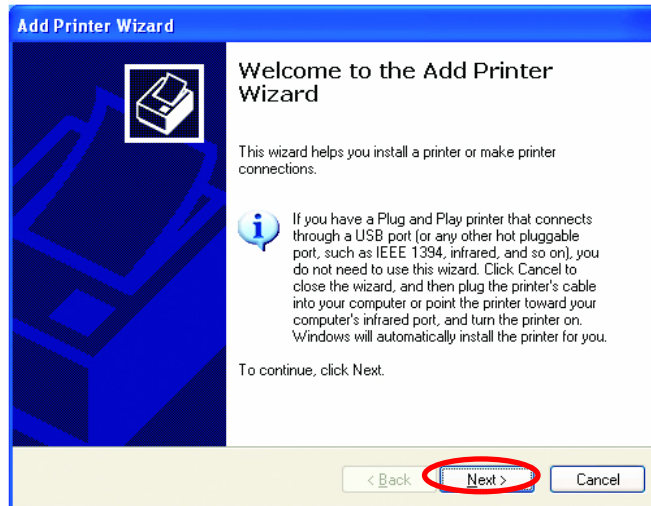 Add Printer Wizard
Welcome to the Add Printer
Wizard
This wizard helps you install a printer or make printer
connections.
If you have a Plug and Play printer that connects
through a USB port (or any other hot pluggable
port, such as IEEE 1394, infrared, and so on), you
do not need to use this wizard. Click Cancel to
close the wizard, and then plug the printer's cable
into your computer or point the printer toward your
computer's infrared port, and turn the printer on.
Windows will automatically install the printer for you.
To continue, click Next.
< Back Next > Cancel